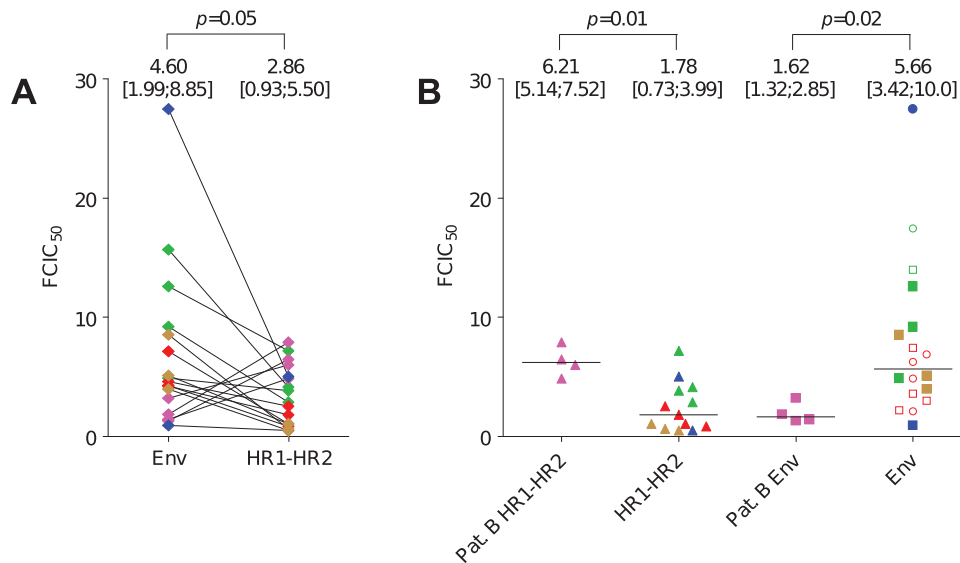 A
p=0.05
4.60 2.86
[1.99;8.85] [0.93;5.50]
30
20
10
0
FCIC50
Env HR1-HR2
B
p=0.01 p=0.02
6.21 1.78 1.62 5.66
[5.14;7.52] [0.73;3.99] [1.32;2.85] [3.42;10.0]
30
20
10
0
FCIC50
Pat. B HR1-HR2
HR1-HR2
Pat. B Env
Env